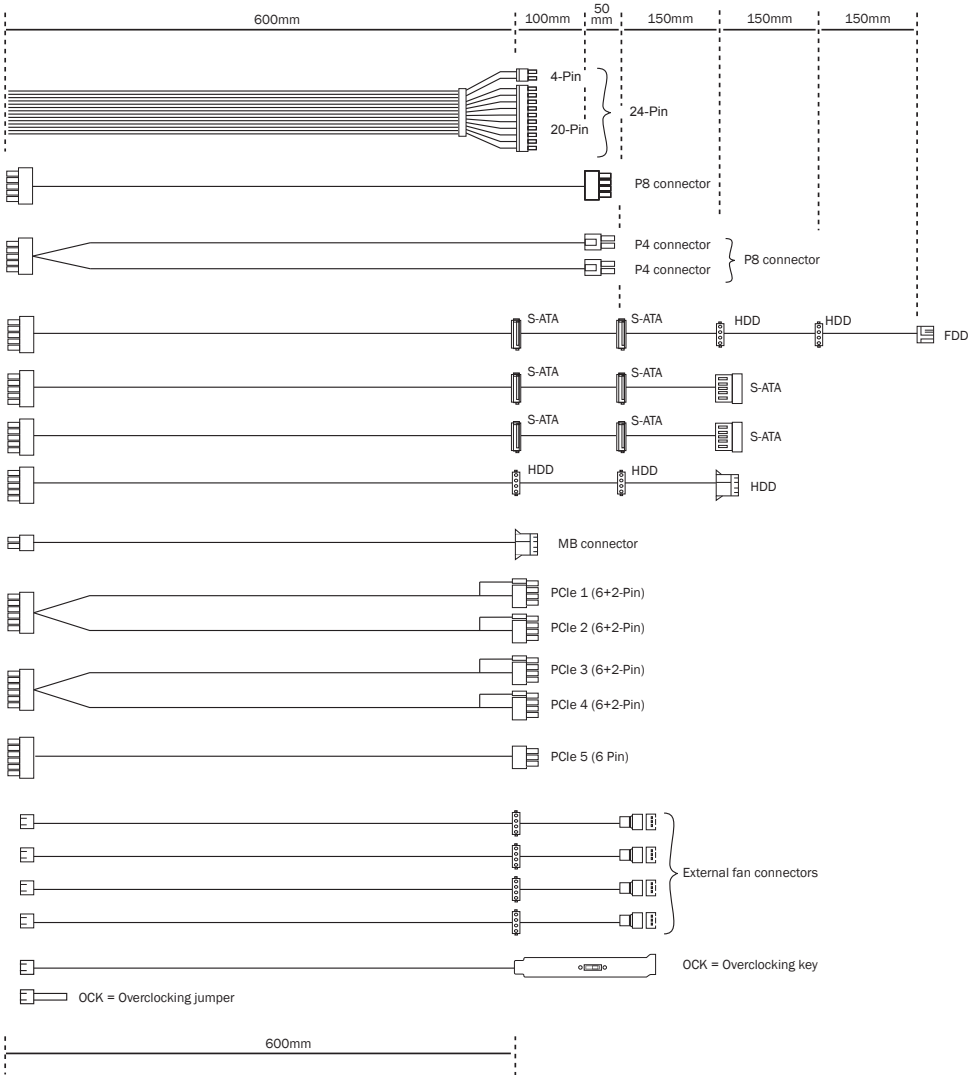 600mm 100mm 50 mm 150mm 150mm 150mm
4-Pin
20-Pin
24-Pin
P8 connector
P4 connector
P4 connector
P8 connector
S-ATA S-ATA HDD HDD FDD
S-ATA S-ATA S-ATA
S-ATA S-ATA S-ATA
HDD HDD HDD
MB connector
PCIe 1 (6+2-Pin)
PCIe 2 (6+2-Pin)
PCIe 3 (6+2-Pin)
PCIe 4 (6+2-Pin)
PCIe 5 (6 Pin)
External fan connectors
OCK = Overclocking key
OCK = Overclocking jumper
600mm